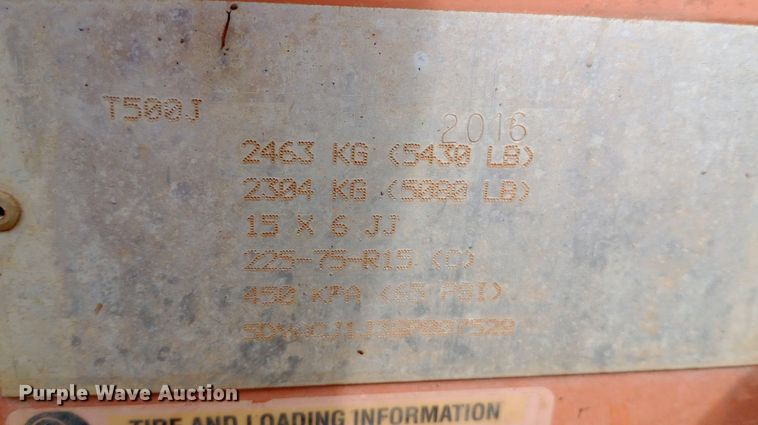 T500J
2016
2463 KG (5430 LB)
2304 KG (5080 LB)
15 X 6 JJ
225-75-R15 (C)
450 KPA (65 PSI)
Purple Wave Auction
TIRE AND LOADING INFORMATION